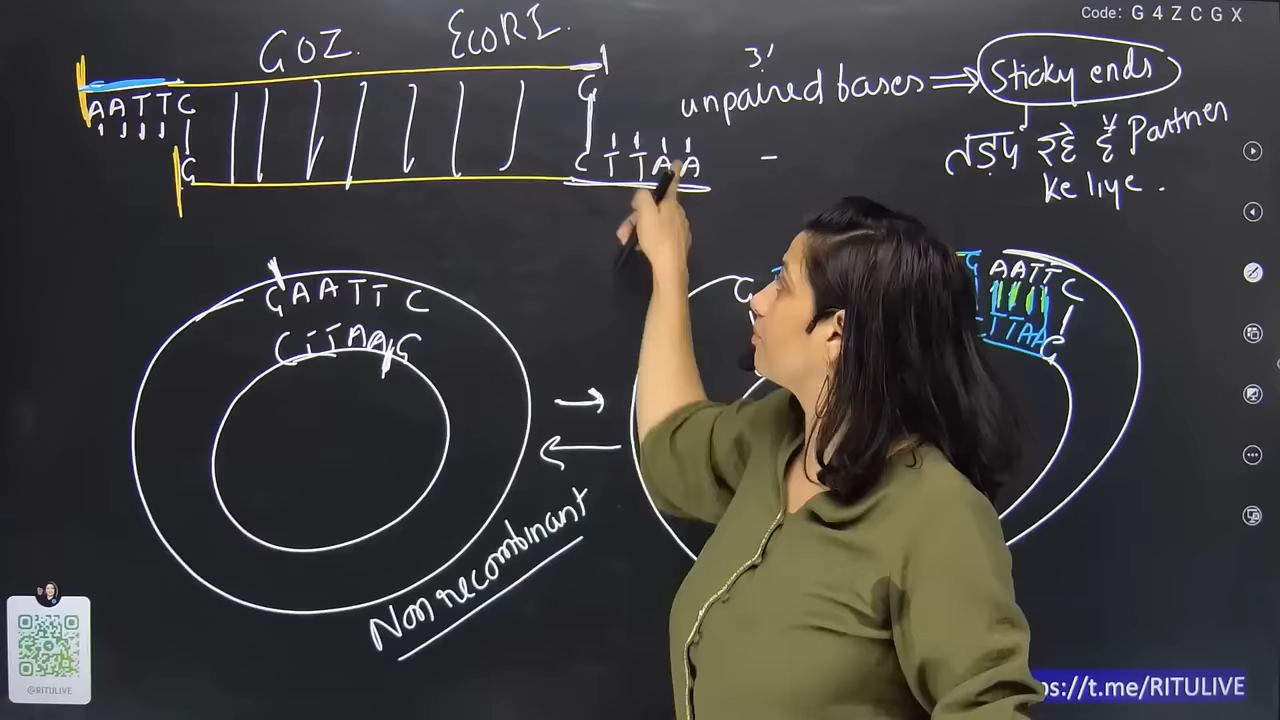 Code: G 4 Z C G X
GOI EcoRI
3'
unpaired bases ⇒ Sticky ends
तड़प रहे हैं Partner
ke liye.
AATTC G
G CTTAA -
GAATTC
CTTAAG
G G AATTC
TTAAG
Non recombinant
@RITULIVE
ps://t.me/RITULIVE